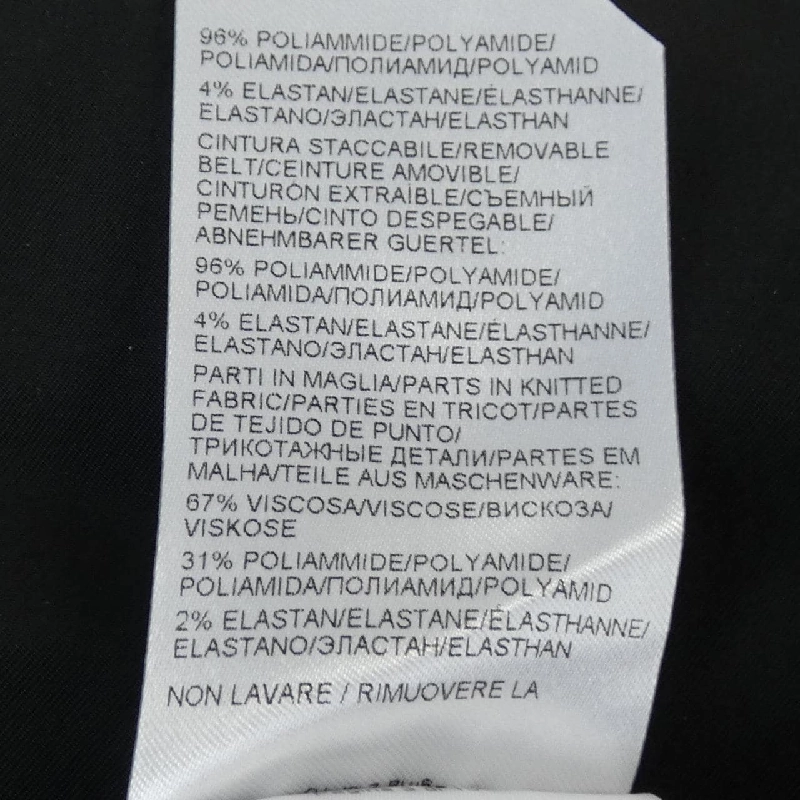 96% POLIAMMIDE/POLYAMIDE/
POLIAMIDA/ПОЛИАМИД/POLYAMID
4% ELASTAN/ELASTANE/ÉLASTHANNE/
ELASTANO/ЭЛАСТАН/ELASTHAN
CINTURA STACCABILE/REMOVABLE
BELT/CEINTURE AMOVIBLE/
CINTURÓN EXTRAÍBLE/СЪЕМНЫЙ
РЕМЕНЬ/CINTO DESPEGABLE/
ABNEHMBARER GUERTEL:
96% POLIAMMIDE/POLYAMIDE/
POLIAMIDA/ПОЛИАМИД/POLYAMID
4% ELASTAN/ELASTANE/ÉLASTHANNE/
ELASTANO/ЭЛАСТАН/ELASTHAN
PARTI IN MAGLIA/PARTS IN KNITTED
FABRIC/PARTIES EN TRICOT/PARTES
DE TEJIDO DE PUNTO/
ТРИКОТАЖНЫЕ ДЕТАЛИ/PARTES EM
MALHA/TEILE AUS MASCHENWARE:
67% VISCOSA/VISCOSE/ВИСКОЗА/
VISKOSE
31% POLIAMMIDE/POLYAMIDE/
POLIAMIDA/ПОЛИАМИД/POLYAMID
2% ELASTAN/ELASTANE/ÉLASTHANNE/
ELASTANO/ЭЛАСТАН/ELASTHAN
NON LAVARE / RIMUOVERE LA